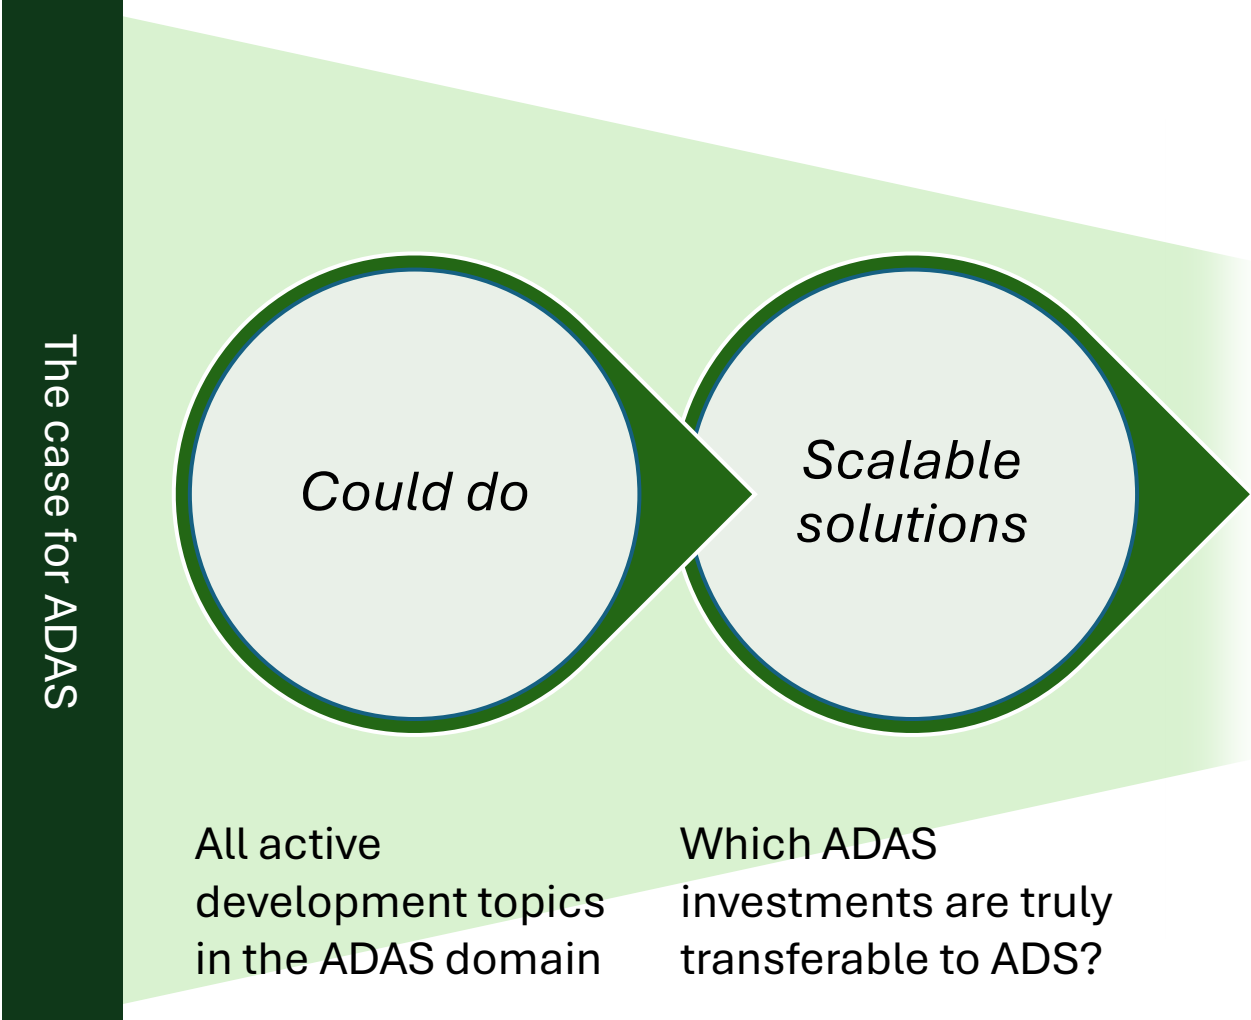 The case for ADAS
Could do
Scalable
solutions
All active
development topics
in the ADAS domain
Which ADAS
investments are truly
transferable to ADS?